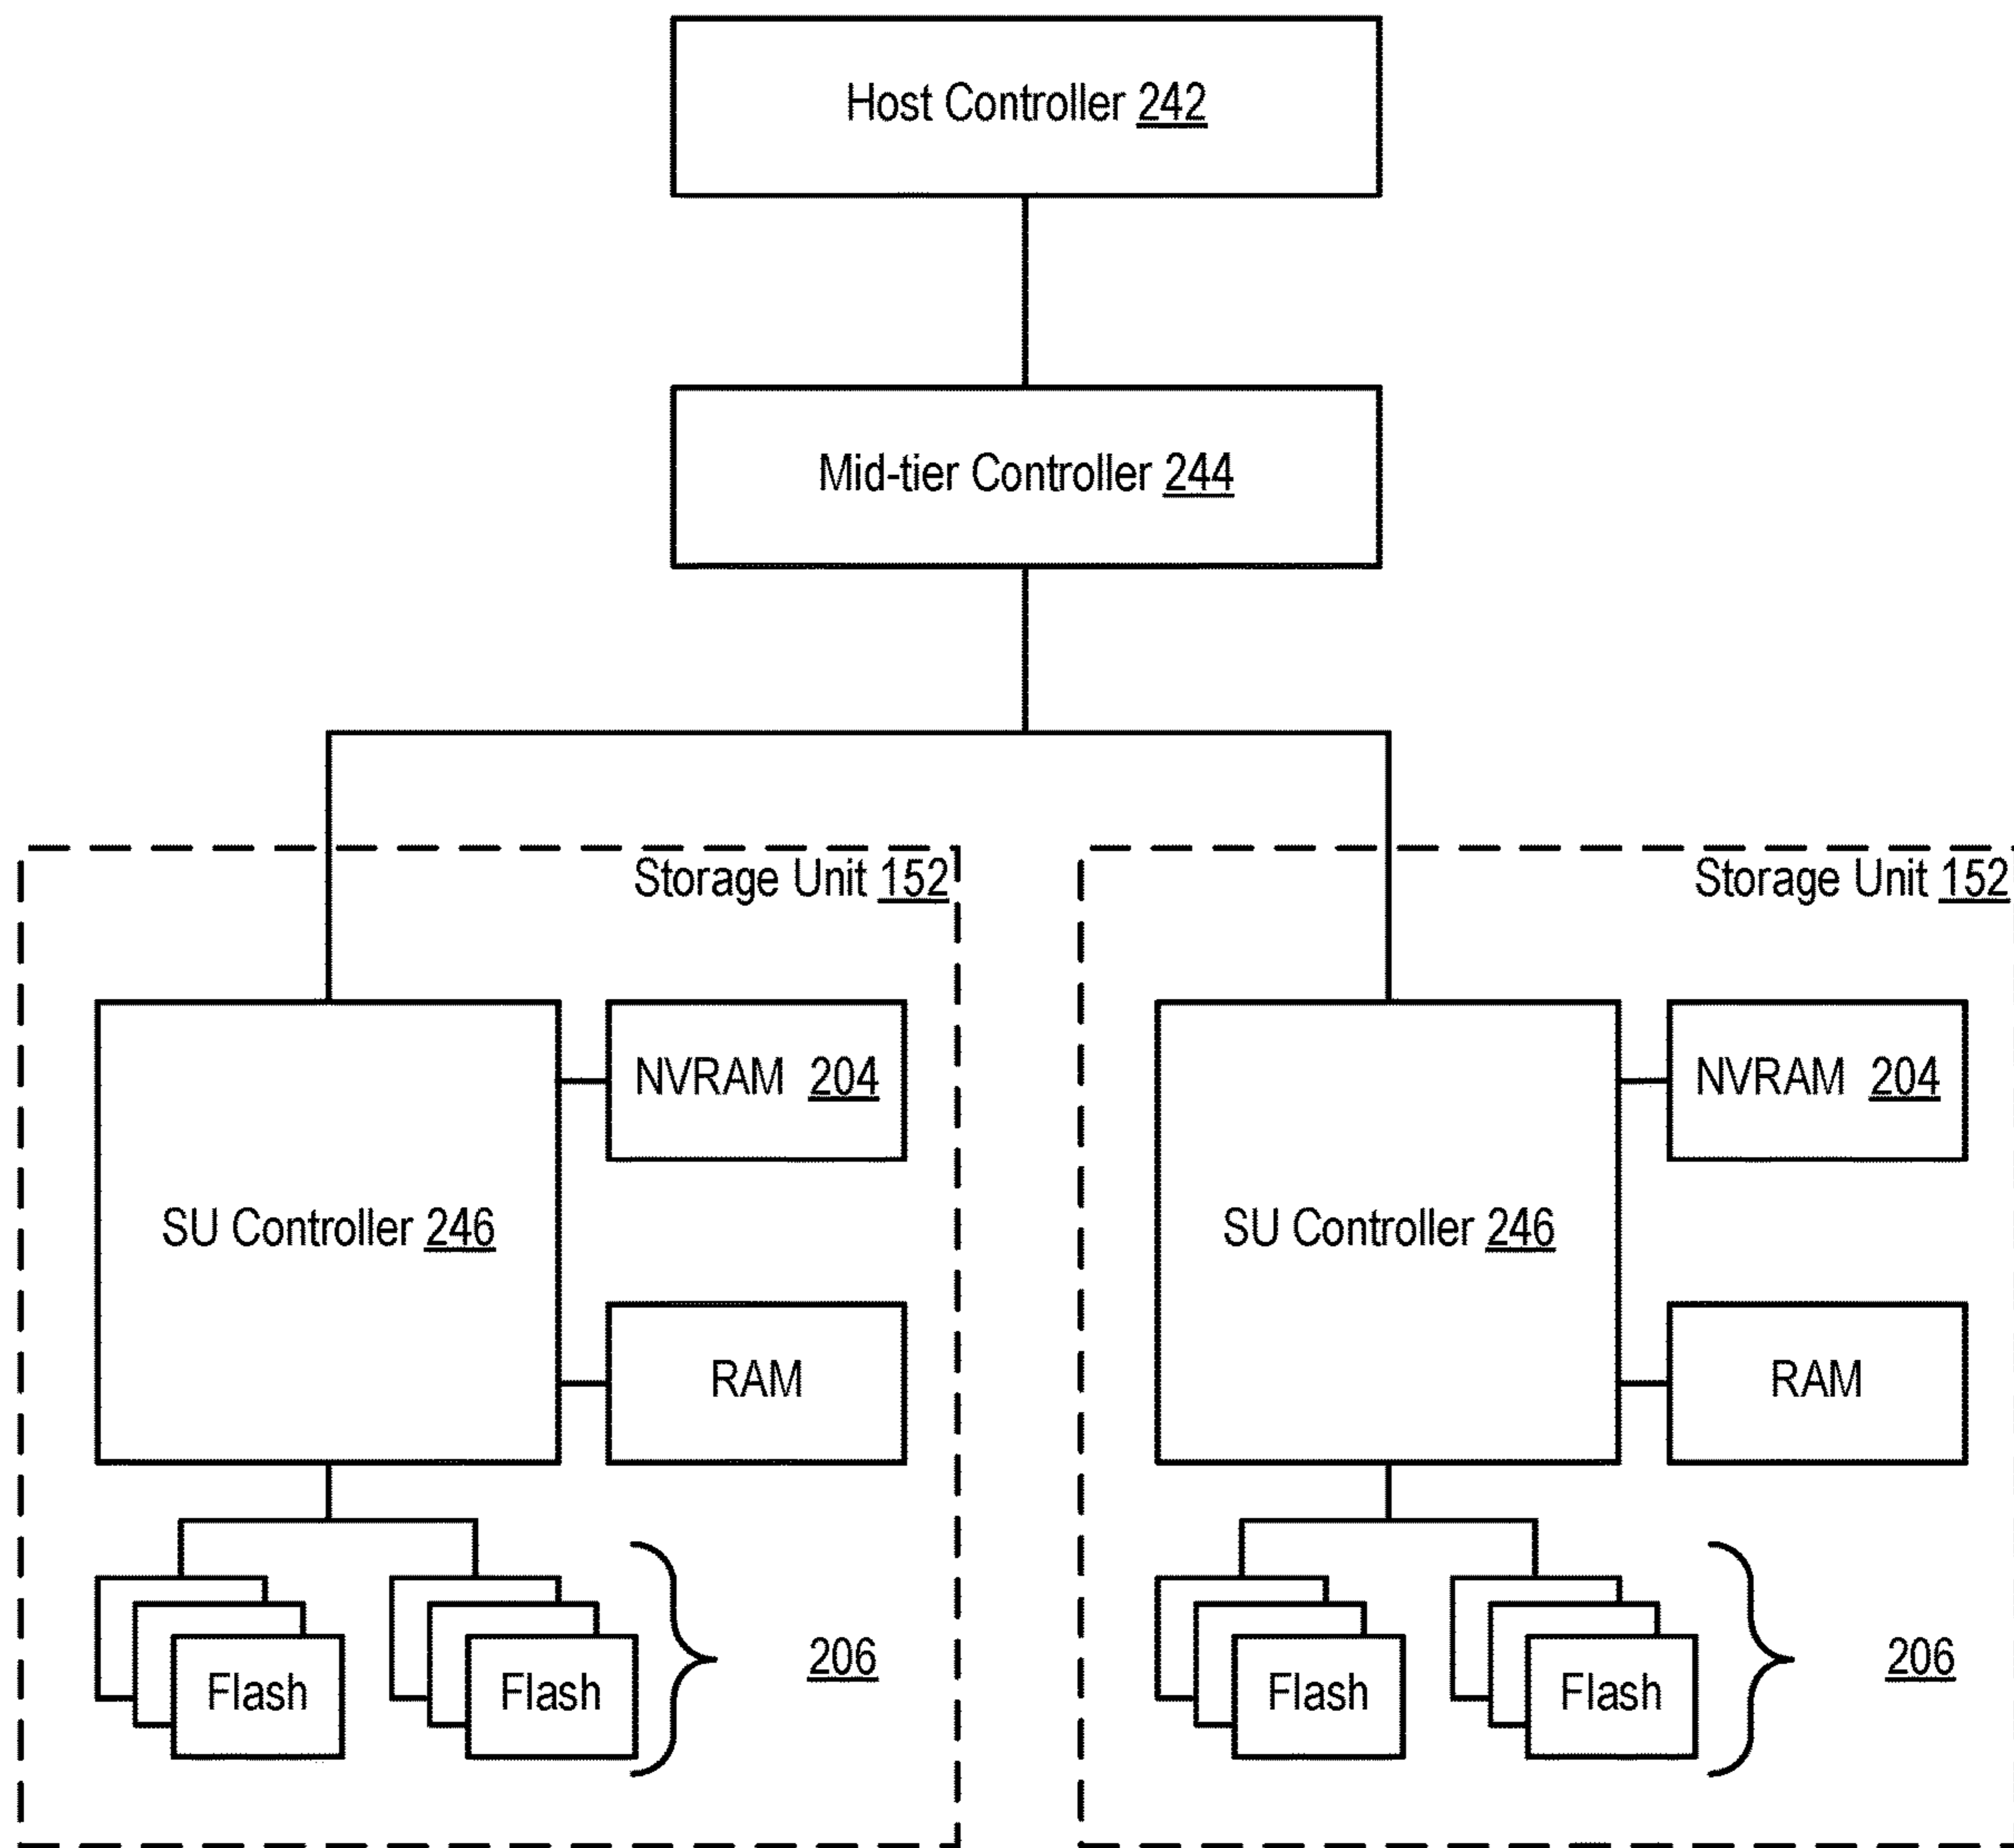 Host Controller 242
Mid-tier Controller 244
Storage Unit 152
SU Controller 246
NVRAM 204
RAM
Flash
Flash
206
Storage Unit 152
SU Controller 246
NVRAM 204
RAM
Flash
Flash
206